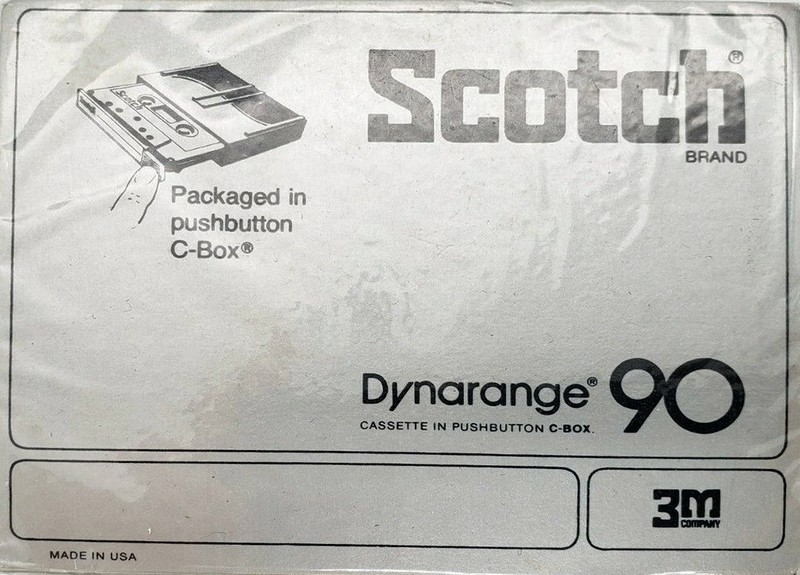 Scotch®
BRAND
Packaged in
pushbutton
C-Box®
Dynarange® 90
CASSETTE IN PUSHBUTTON C-BOX.
3M
COMPANY
MADE IN USA